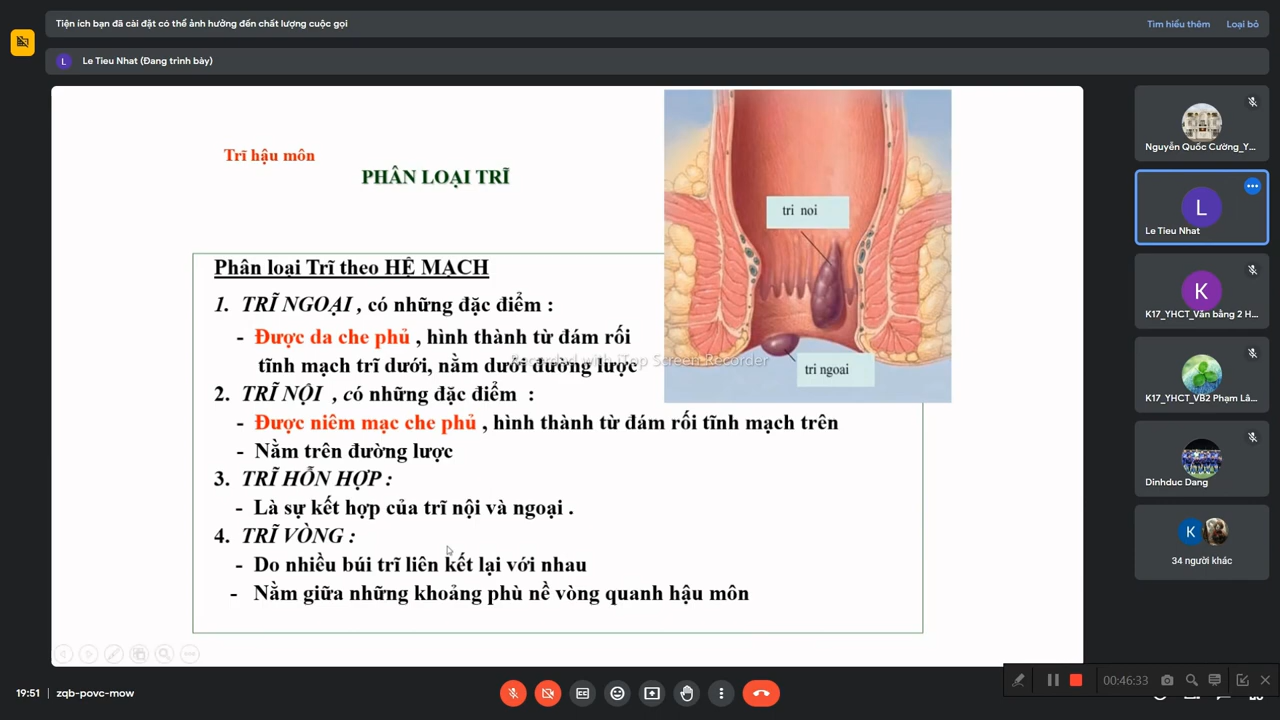 Tiện ích bạn đã cài đặt có thể ảnh hưởng đến chất lượng cuộc gọi
Tìm hiểu thêm
Loại bỏ
L
Le Tieu Nhat (Đang trình bày)
Trĩ hậu môn
PHÂN LOẠI TRĨ
tri noi
tri ngoai
Phân loại Trĩ theo HỆ MẠCH
1. TRĨ NGOẠI , có những đặc điểm :
- Được da che phủ , hình thành từ đám rối
tĩnh mạch trĩ dưới, nằm dưới đường lược
Recorded with iTop Screen Recorder
2. TRĨ NỘI , có những đặc điểm :
- Được niêm mạc che phủ , hình thành từ đám rối tĩnh mạch trên
- Nằm trên đường lược
3. TRĨ HỖN HỢP :
- Là sự kết hợp của trĩ nội và ngoại .
4. TRĨ VÒNG :
- Do nhiều búi trĩ liên kết lại với nhau
- Nằm giữa những khoảng phù nề vòng quanh hậu môn
Nguyễn Quốc Cường_Y...
L
Le Tieu Nhat
K
K17_YHCT_Văn bằng 2 H...
K17_YHCT_VB2 Phạm Lâ...
Dinhduc Dang
K
34 người khác
19:51
zqb-povc-mow
00:46:33